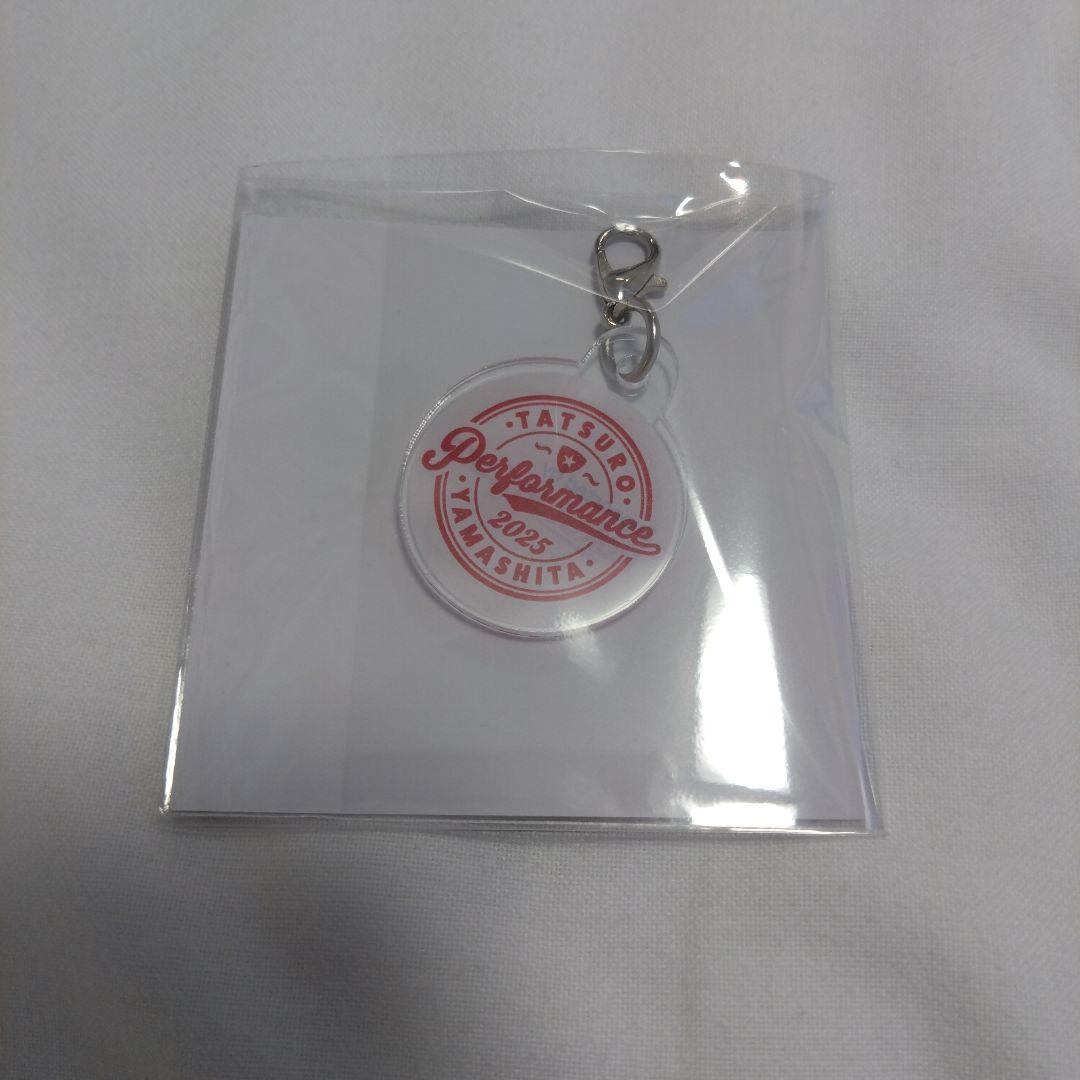 ·TATSURO·
Performance
2025
·YAMASHITA·